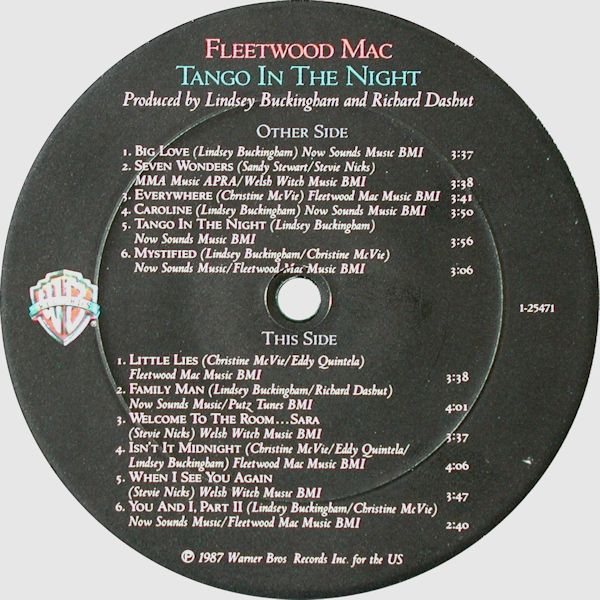 Fleetwood Mac
Tango In The Night
Produced by Lindsey Buckingham and Richard Dashut
Other Side
1. Big Love (Lindsey Buckingham) Now Sounds Music BMI 3:37
2. Seven Wonders (Sandy Stewart/Stevie Nicks)
MMA Music APRA/Welsh Witch Music BMI 3:38
3. Everywhere (Christine McVie) Fleetwood Mac Music BMI 3:41
4. Caroline (Lindsey Buckingham) Now Sounds Music BMI 3:50
5. Tango In The Night (Lindsey Buckingham)
Now Sounds Music BMI 3:56
6. Mystified (Lindsey Buckingham/Christine McVie)
Now Sounds Music/Fleetwood Mac Music BMI 3:06
1-25471
This Side
1. Little Lies (Christine McVie/Eddy Quintela)
Fleetwood Mac Music BMI 3:38
2. Family Man (Lindsey Buckingham/Richard Dashut)
Now Sounds Music/Putz Tunes BMI 4:01
3. Welcome To The Room...Sara
(Stevie Nicks) Welsh Witch Music BMI 3:37
4. Isn't It Midnight (Christine McVie/Eddy Quintela/
Lindsey Buckingham) Fleetwood Mac Music BMI 4:06
5. When I See You Again
(Stevie Nicks) Welsh Witch Music BMI 3:47
6. You And I, Part II (Lindsey Buckingham/Christine McVie)
Now Sounds Music/Fleetwood Mac Music BMI 2:40
℗ 1987 Warner Bros Records Inc. for the US